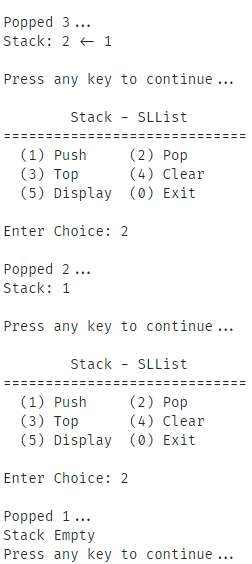 Popped 3...
Stack: 2 ← 1
Press any key to continue...
Stack - SLList
=============================
(1) Push (2) Pop
(3) Top (4) Clear
(5) Display (0) Exit
Enter Choice: 2
Popped 2...
Stack: 1
Press any key to continue...
Stack - SLList
=============================
(1) Push (2) Pop
(3) Top (4) Clear
(5) Display (0) Exit
Enter Choice: 2
Popped 1...
Stack Empty
Press any key to continue...